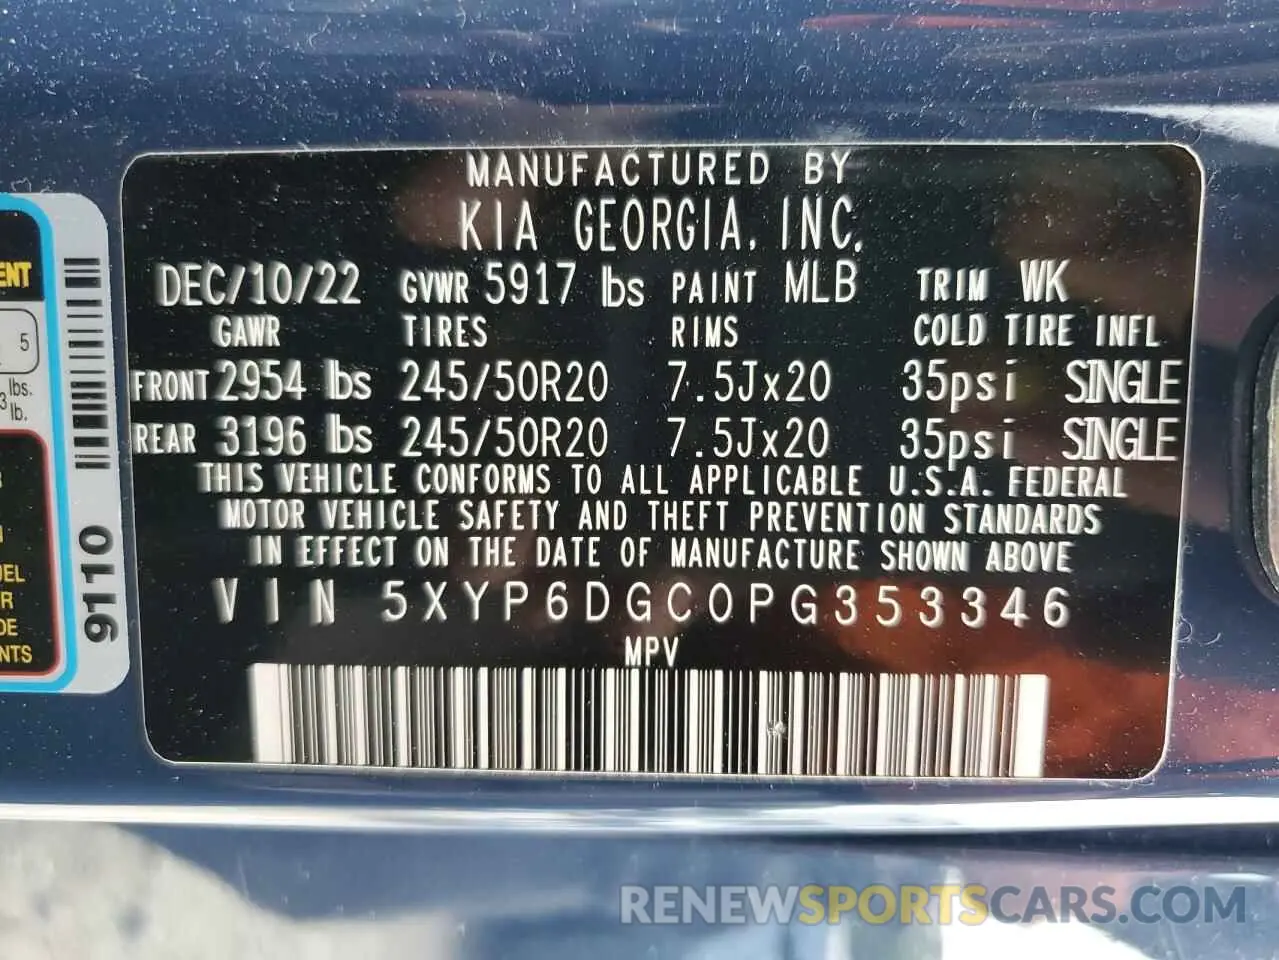 MANUFACTURED BY
KIA GEORGIA, INC.
DEC/10/22 GVWR 5917 lbs PAINT MLB TRIM WK
GAWR TIRES RIMS COLD TIRE INFL
FRONT 2954 lbs 245/50R20 7.5Jx20 35psi SINGLE
REAR 3196 lbs 245/50R20 7.5Jx20 35psi SINGLE
THIS VEHICLE CONFORMS TO ALL APPLICABLE U.S.A. FEDERAL
MOTOR VEHICLE SAFETY AND THEFT PREVENTION STANDARDS
IN EFFECT ON THE DATE OF MANUFACTURE SHOWN ABOVE
VIN 5XYP6DGC0PG353346
MPV
9110
5
lbs.
lb.
RENEWSPORTSCARS.COM